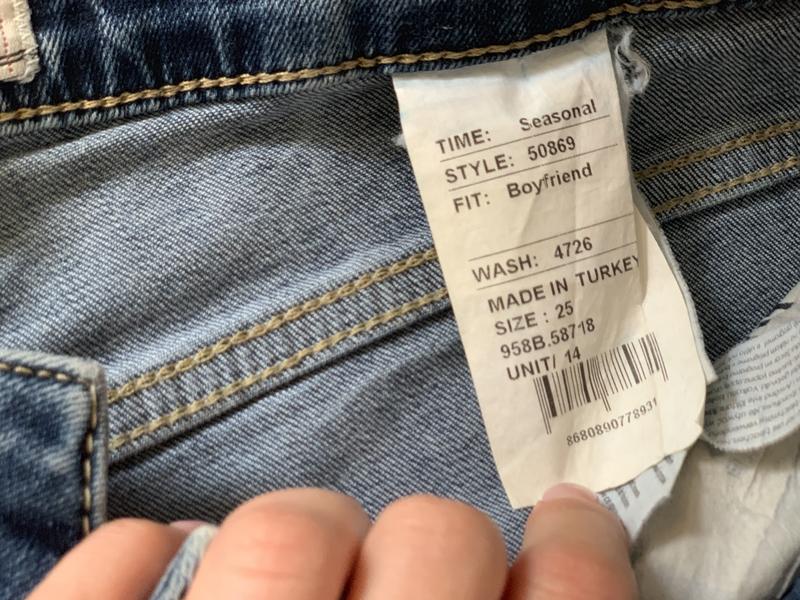 TIME: Seasonal
STYLE: 50869
FIT: Boyfriend
WASH: 4726
MADE IN TURKEY
SIZE : 25
958B.58718
UNIT/ 14
8680890778931